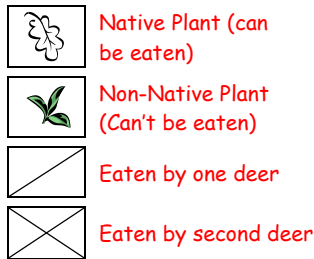 Native Plant (can
be eaten)
Non-Native Plant
(Can't be eaten)
Eaten by one deer
Eaten by second deer